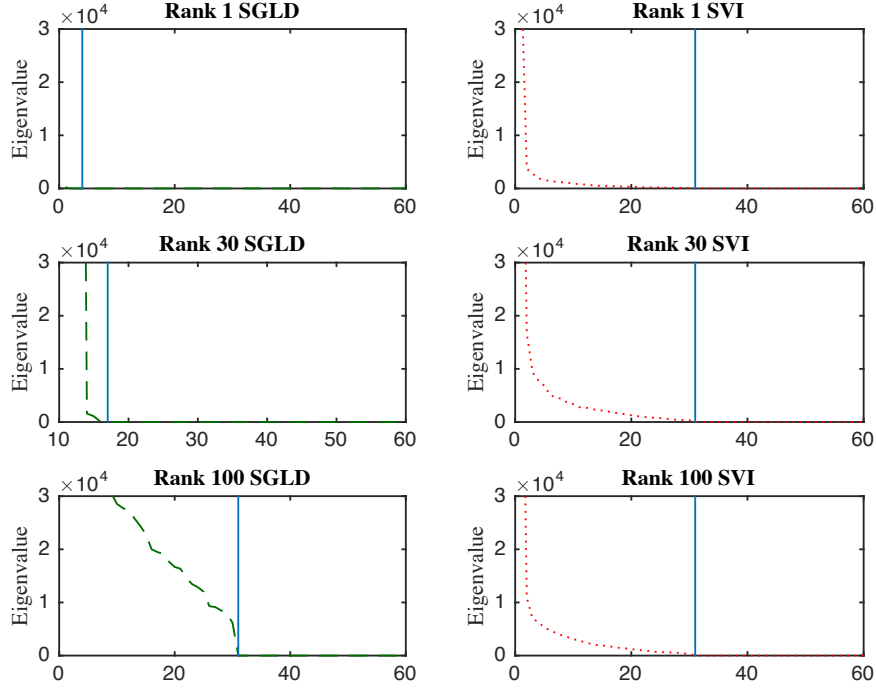 Rank 1 SGLD
×10⁴
Eigenvalue
3
2
1
0
0 20 40 60
Rank 1 SVI
×10⁴
Eigenvalue
3
2
1
0
0 20 40 60
Rank 30 SGLD
×10⁴
Eigenvalue
3
2
1
0
10 20 30 40 50 60
Rank 30 SVI
×10⁴
Eigenvalue
3
2
1
0
0 20 40 60
Rank 100 SGLD
×10⁴
Eigenvalue
3
2
1
0
0 20 40 60
Rank 100 SVI
×10⁴
Eigenvalue
3
2
1
0
0 20 40 60